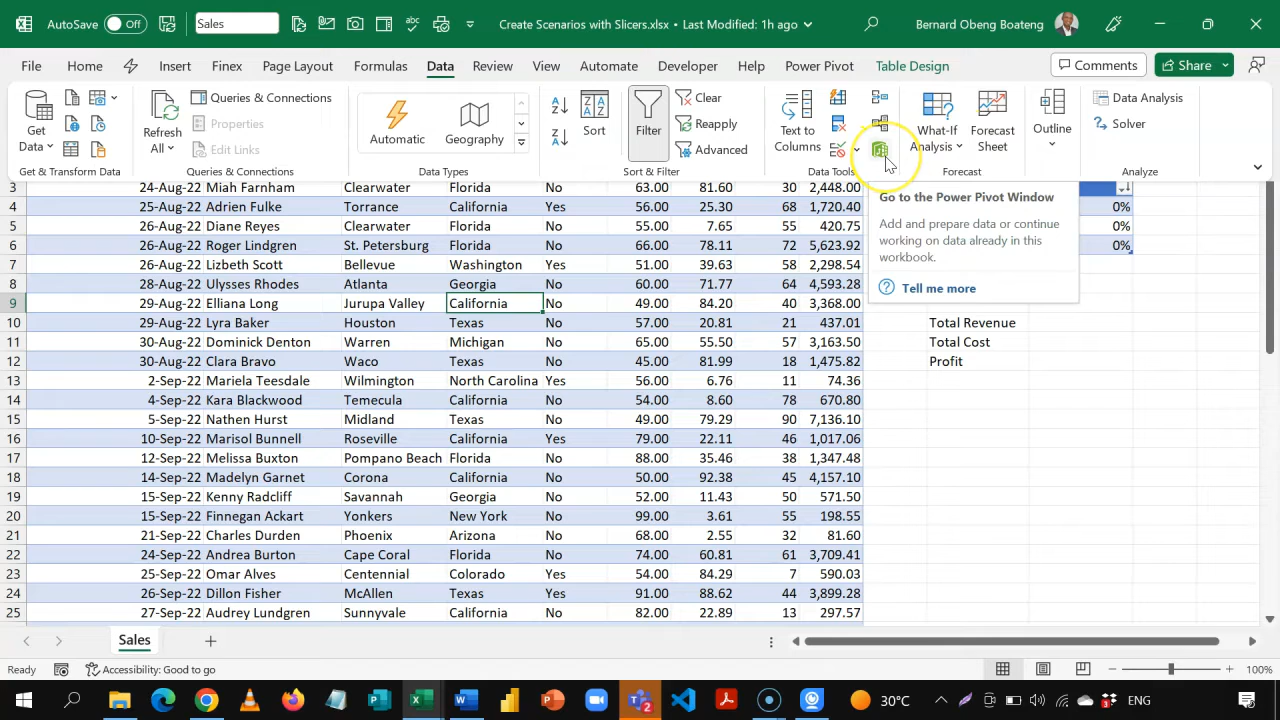 AutoSave Off Sales Create Scenarios with Slicers.xlsx • Last Modified: 1h ago Bernard Obeng Boateng
File Home Insert Finex Page Layout Formulas Data Review View Automate Developer Help Power Pivot Table Design Comments Share
Queries & Connections Clear Data Analysis
Properties Reapply Solver
Edit Links Advanced
Get Data Refresh All Automatic Geography Sort Filter Text to Columns What-If Analysis Forecast Sheet Outline
Get & Transform Data Queries & Connections Data Types Sort & Filter Data Tools Forecast Analyze
3 24-Aug-22 Miah Farnham Clearwater Florida No 63.00 81.60 30 2,448.00
4 25-Aug-22 Adrien Fulke Torrance California Yes 56.00 25.30 68 1,720.40 0%
5 26-Aug-22 Diane Reyes Clearwater Florida No 55.00 7.65 55 420.75 0%
6 26-Aug-22 Roger Lindgren St. Petersburg Florida No 66.00 78.11 72 5,623.92 0%
7 26-Aug-22 Lizbeth Scott Bellevue Washington Yes 51.00 39.63 58 2,298.54
8 28-Aug-22 Ulysses Rhodes Atlanta Georgia No 60.00 71.77 64 4,593.28
9 29-Aug-22 Elliana Long Jurupa Valley California No 49.00 84.20 40 3,368.00
10 29-Aug-22 Lyra Baker Houston Texas No 57.00 20.81 21 437.01 Total Revenue
11 30-Aug-22 Dominick Denton Warren Michigan No 65.00 55.50 57 3,163.50 Total Cost
12 30-Aug-22 Clara Bravo Waco Texas No 45.00 81.99 18 1,475.82 Profit
13 2-Sep-22 Mariela Teesdale Wilmington North Carolina Yes 56.00 6.76 11 74.36
14 4-Sep-22 Kara Blackwood Temecula California No 54.00 8.60 78 670.80
15 5-Sep-22 Nathen Hurst Midland Texas No 49.00 79.29 90 7,136.10
16 10-Sep-22 Marisol Bunnell Roseville California Yes 79.00 22.11 46 1,017.06
17 12-Sep-22 Melissa Buxton Pompano Beach Florida No 88.00 35.46 38 1,347.48
18 14-Sep-22 Madelyn Garnet Corona California No 50.00 92.38 45 4,157.10
19 15-Sep-22 Kenny Radcliff Savannah Georgia No 52.00 11.43 50 571.50
20 15-Sep-22 Finnegan Ackart Yonkers New York No 99.00 3.61 55 198.55
21 21-Sep-22 Charles Durden Phoenix Arizona No 68.00 2.55 32 81.60
22 24-Sep-22 Andrea Burton Cape Coral Florida No 74.00 60.81 61 3,709.41
23 25-Sep-22 Omar Alves Centennial Colorado Yes 54.00 84.29 7 590.03
24 26-Sep-22 Dillon Fisher McAllen Texas Yes 91.00 88.62 44 3,899.28
25 27-Sep-22 Audrey Lundgren Sunnyvale California No 82.00 22.89 13 297.57
Go to the Power Pivot Window
Add and prepare data or continue
working on data already in this
workbook.
Tell me more
Sales
Ready Accessibility: Good to go 100%
30°C ENG